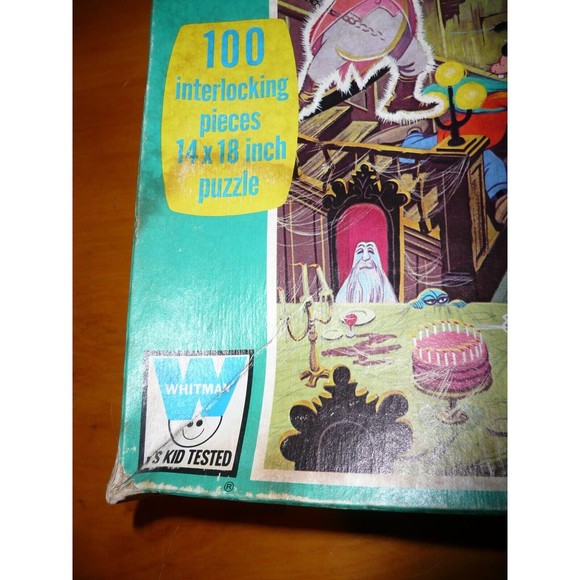 100
interlocking
pieces
14 x 18 inch
puzzle
WHITMAN
IS KID TESTED
®